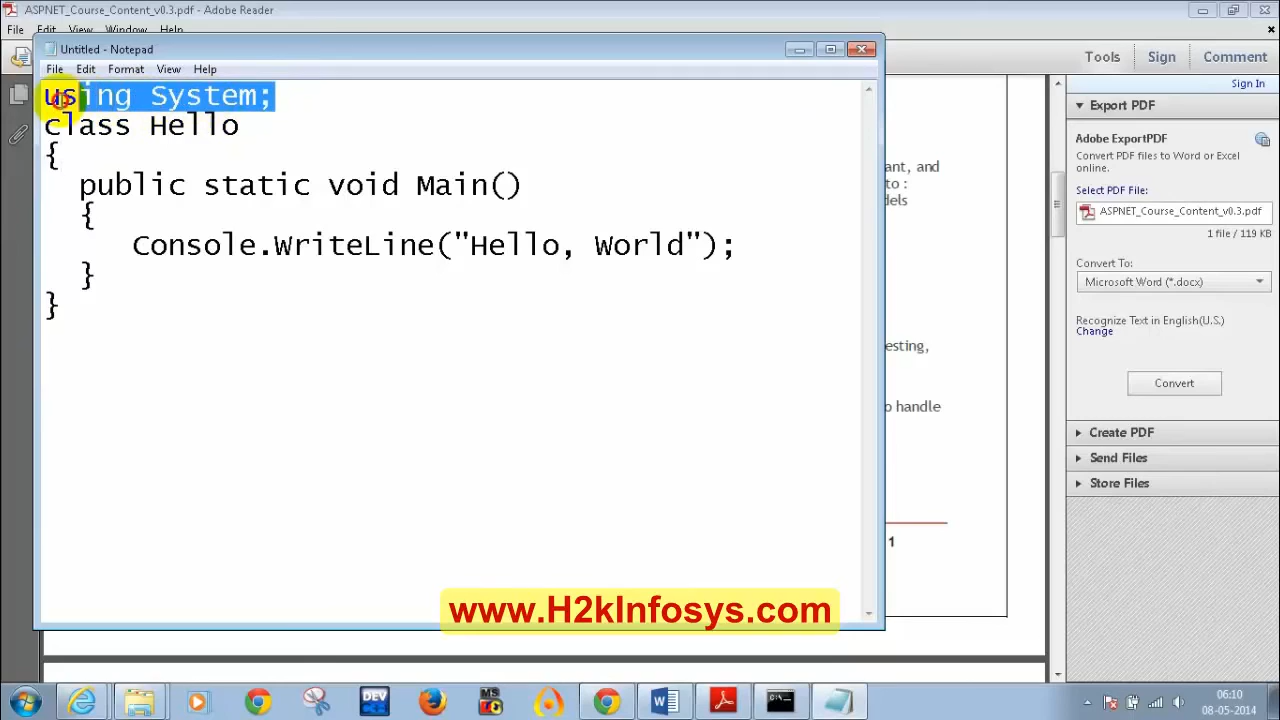 ASPNET_Course_Content_v0.3.pdf - Adobe Reader
File Edit View Window Help
Untitled - Notepad
File Edit Format View Help
using System;
class Hello
{
public static void Main()
{
Console.WriteLine("Hello, World");
}
}
ant, and
to :
dels
esting,
o handle
1
Tools Sign Comment
Sign In
Export PDF
Adobe ExportPDF
Convert PDF files to Word or Excel
online.
Select PDF File:
ASPNET_Course_Content_v0.3.pdf
1 file / 119 KB
Convert To:
Microsoft Word (*.docx)
Recognize Text in English(U.S.)
Change
Convert
Create PDF
Send Files
Store Files
www.H2kInfosys.com
DEV
MS
C:\
06:10
08-05-2014